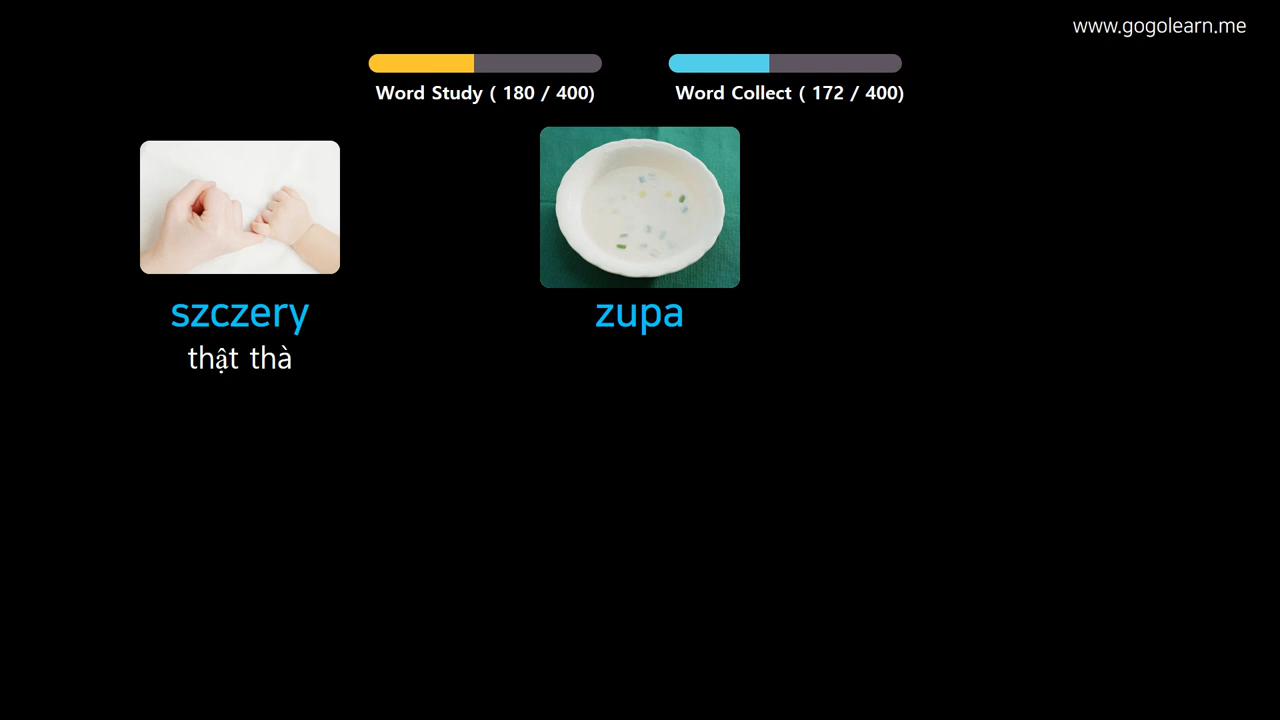 www.gogolearn.me
Word Study ( 180 / 400)
Word Collect ( 172 / 400)
szczery
thật thà
zupa